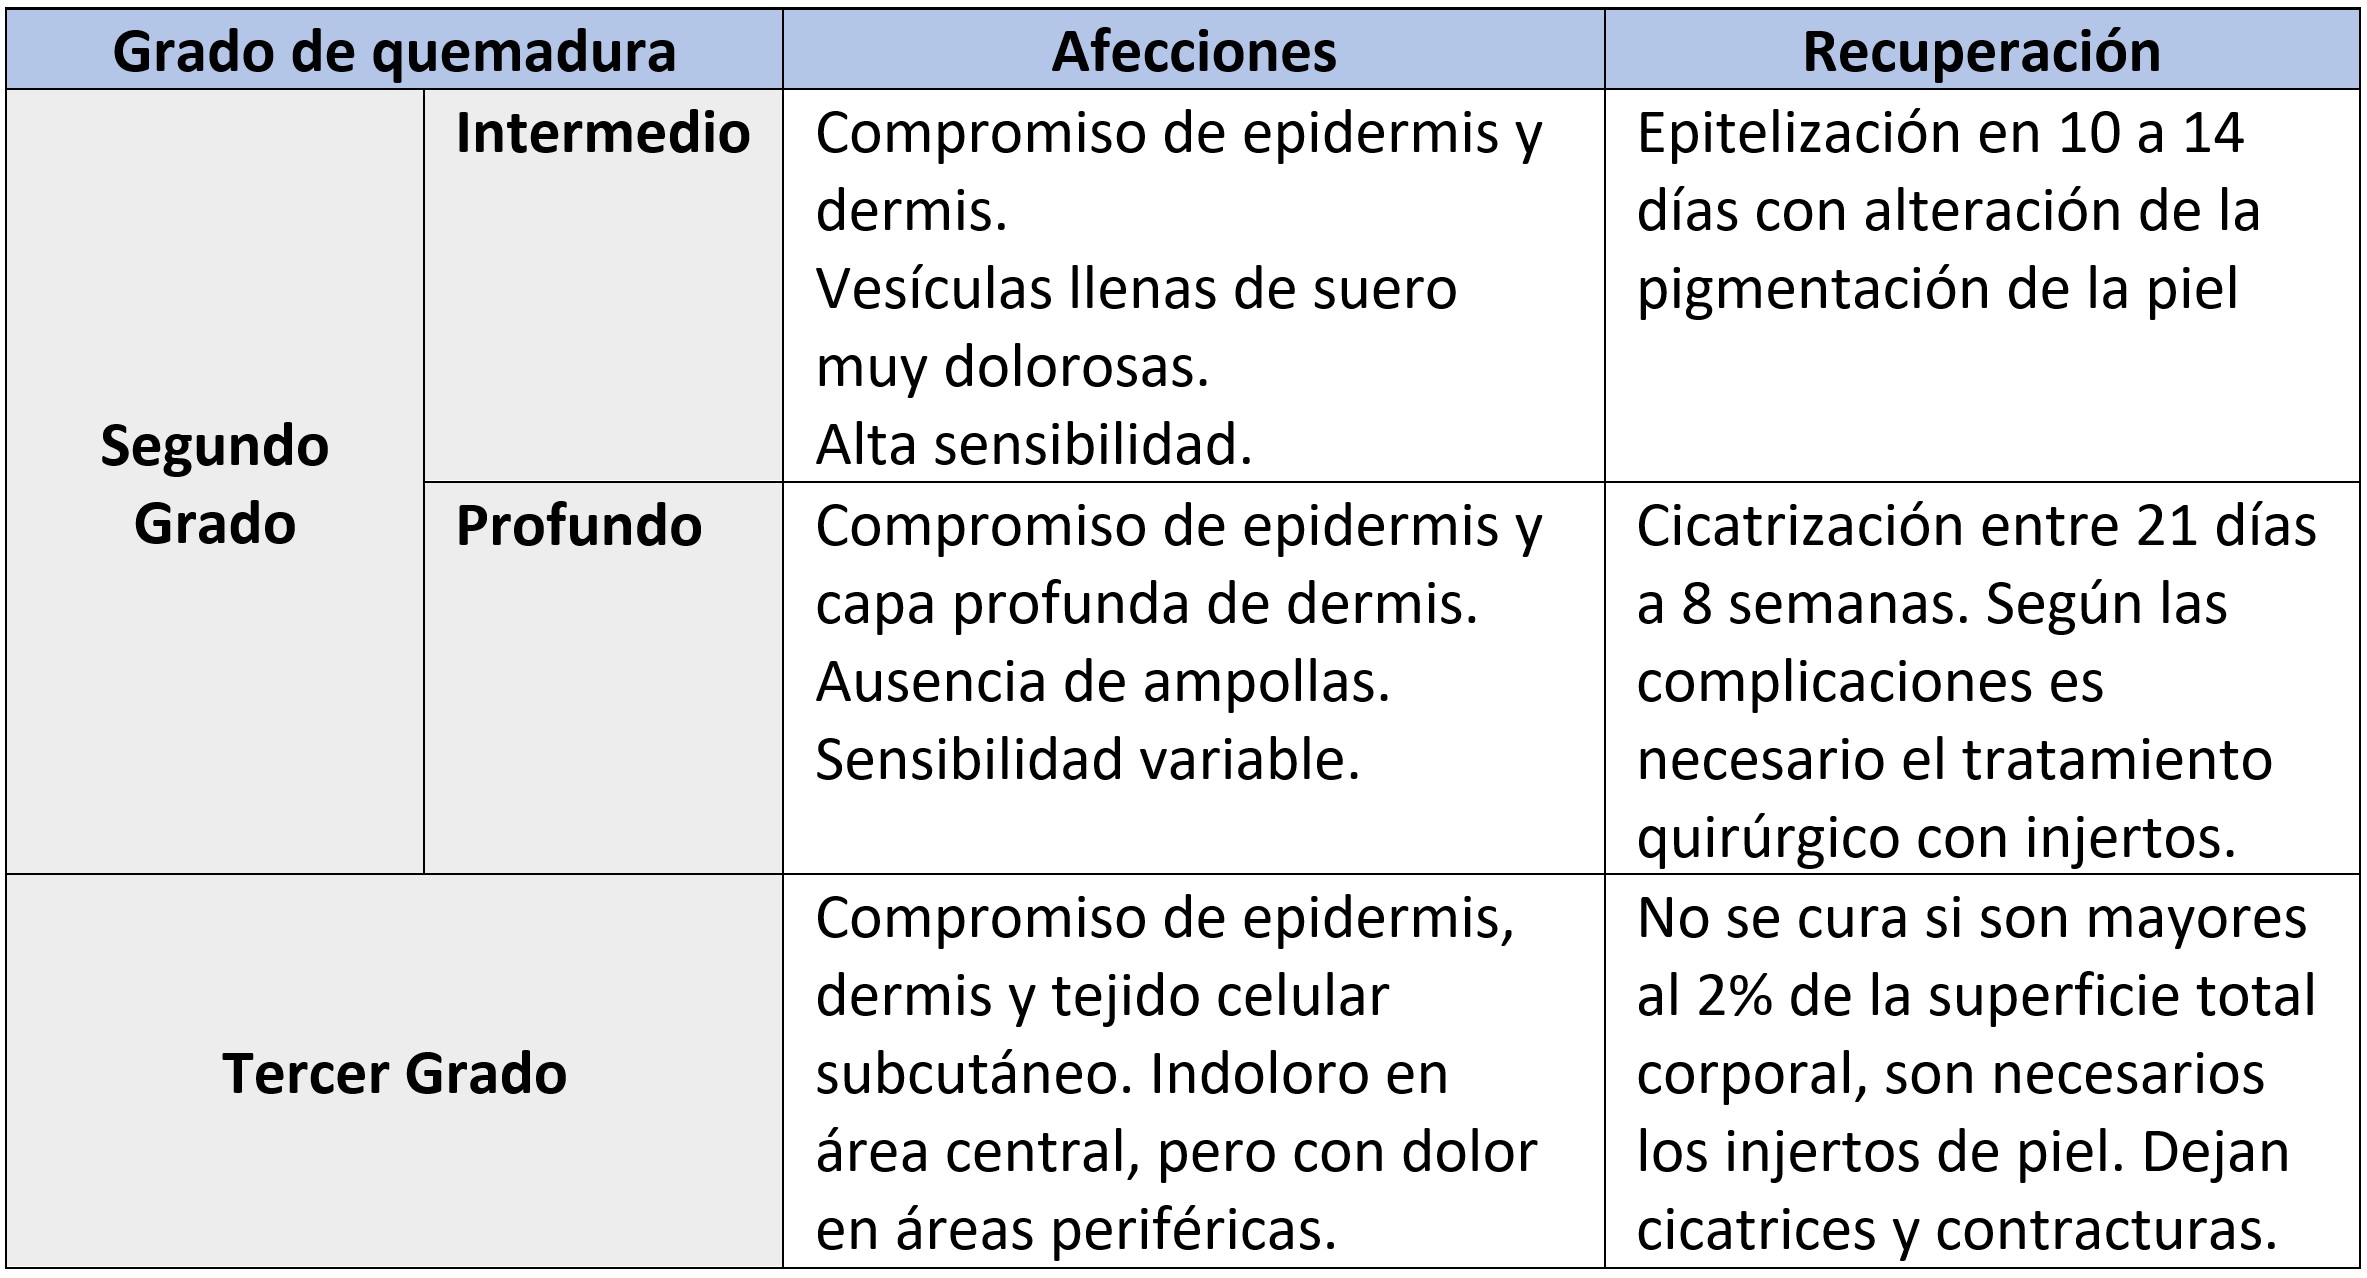 Grado de quemadura
Afecciones
Recuperación
Segundo
Grado
Intermedio
Compromiso de epidermis y
dermis.
Vesículas llenas de suero
muy dolorosas.
Alta sensibilidad.
Epitelización en 10 a 14
días con alteración de la
pigmentación de la piel
Profundo
Compromiso de epidermis y
capa profunda de dermis.
Ausencia de ampollas.
Sensibilidad variable.
Cicatrización entre 21 días
a 8 semanas. Según las
complicaciones es
necesario el tratamiento
quirúrgico con injertos.
Tercer Grado
Compromiso de epidermis,
dermis y tejido celular
subcutáneo. Indoloro en
área central, pero con dolor
en áreas periféricas.
No se cura si son mayores
al 2% de la superficie total
corporal, son necesarios
los injertos de piel. Dejan
cicatrices y contracturas.